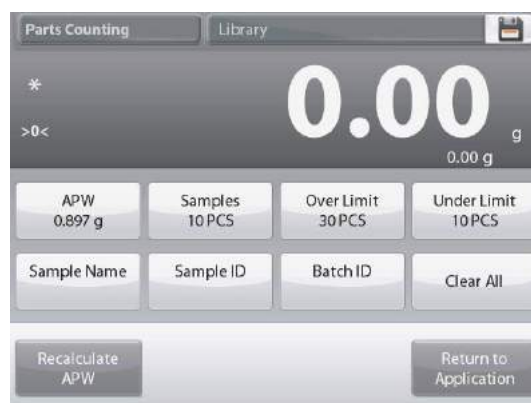 Parts Counting
Library
*
>0<
0.00 g
0.00 g
APW
0.897 g
Samples
10 PCS
Over Limit
30 PCS
Under Limit
10 PCS
Sample Name
Sample ID
Batch ID
Clear All
Recalculate
APW
Return to
Application